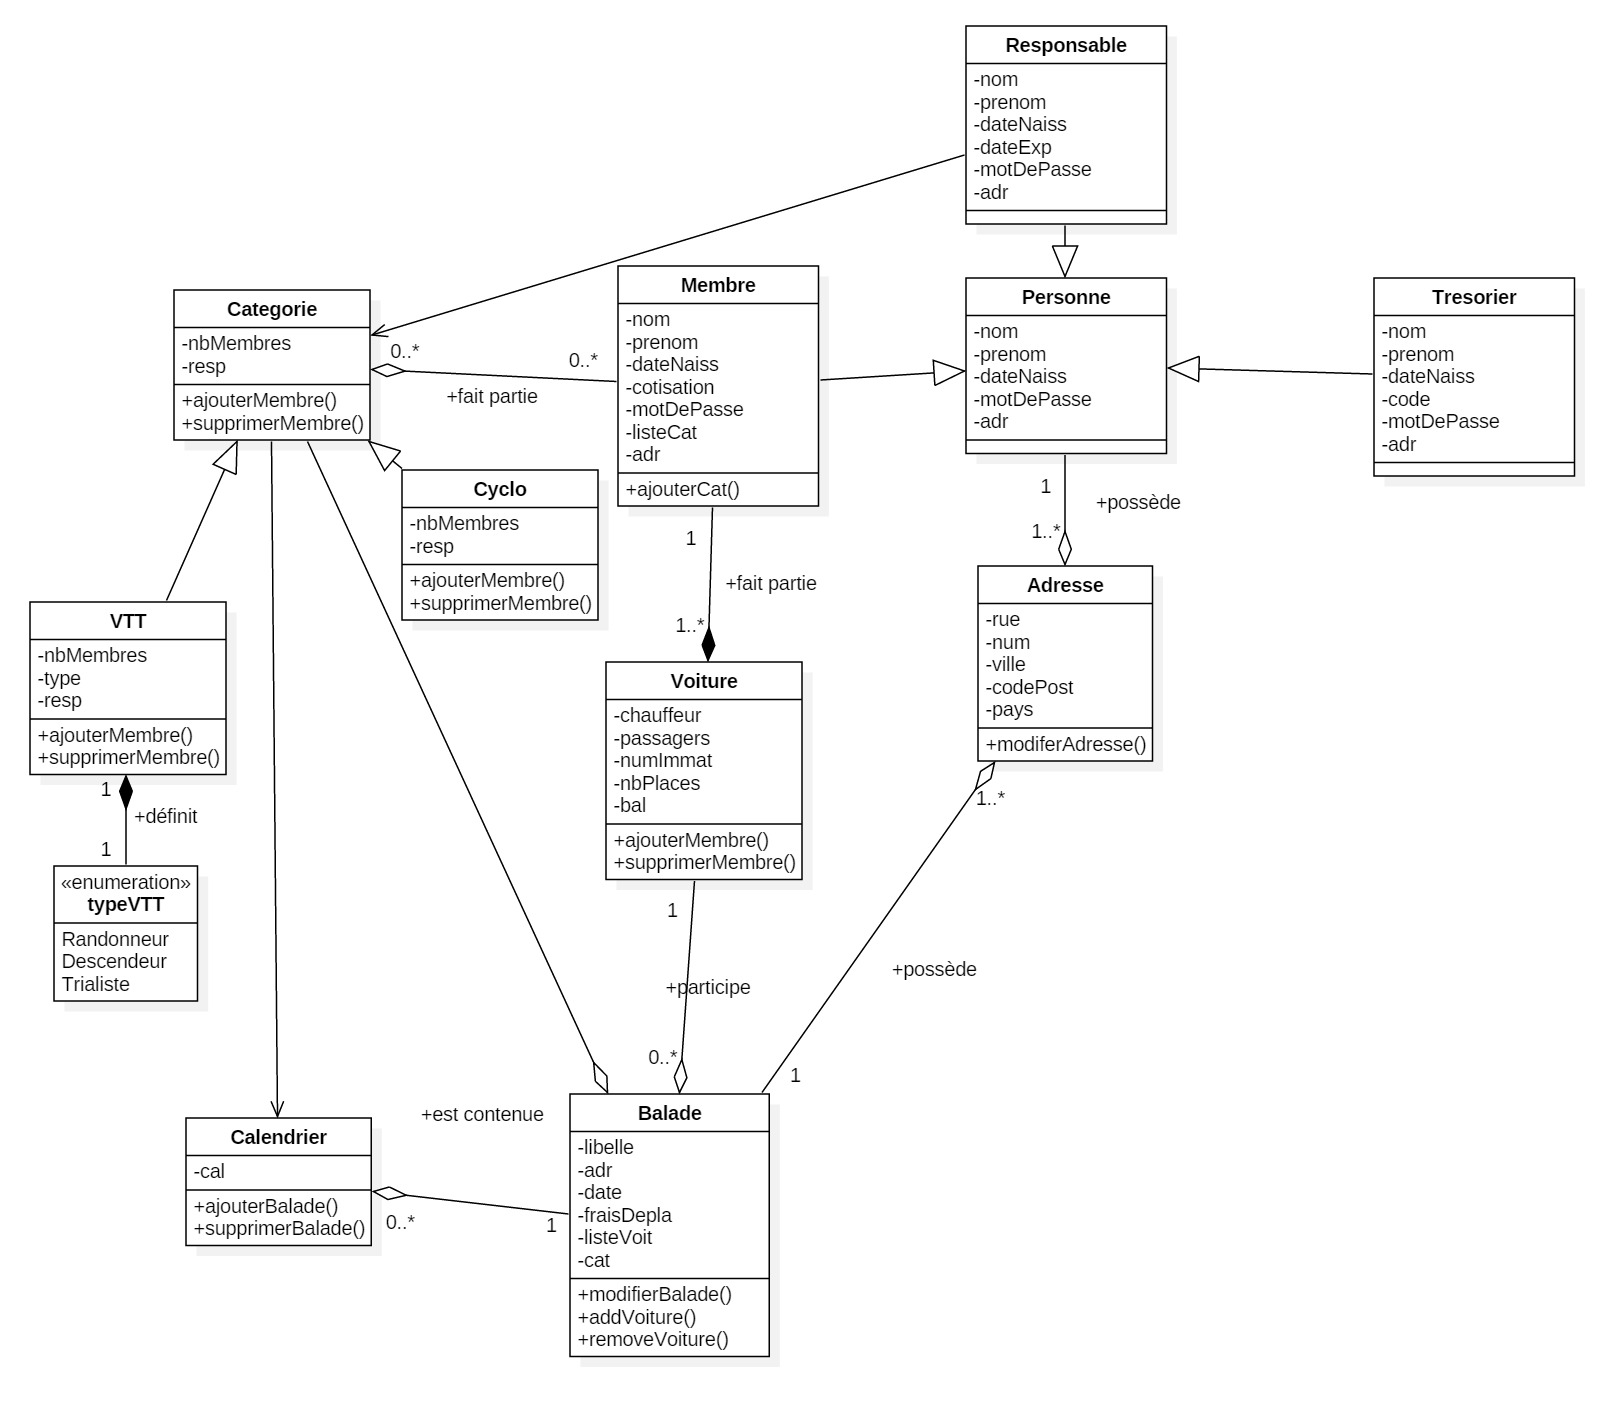 Responsable
-nom
-prenom
-dateNaiss
-dateExp
-motDePasse
-adr
Categorie
-nbMembres
-resp
+ajouterMembre()
+supprimerMembre()
0..*
0..*
+fait partie
Membre
-nom
-prenom
-dateNaiss
-cotisation
-motDePasse
-listeCat
-adr
+ajouterCat()
Personne
-nom
-prenom
-dateNaiss
-motDePasse
-adr
Tresorier
-nom
-prenom
-dateNaiss
-code
-motDePasse
-adr
Cyclo
-nbMembres
-resp
+ajouterMembre()
+supprimerMembre()
1
+fait partie
1..*
1
+possède
1..*
VTT
-nbMembres
-type
-resp
+ajouterMembre()
+supprimerMembre()
1
+définit
1
«enumeration»
typeVTT
Randonneur
Descendeur
Trialiste
Voiture
-chauffeur
-passagers
-numImmat
-nbPlaces
-bal
+ajouterMembre()
+supprimerMembre()
Adresse
-rue
-num
-ville
-codePost
-pays
+modiferAdresse()
1..*
1
+participe
0..*
+possède
1
Calendrier
-cal
+ajouterBalade()
+supprimerBalade()
+est contenue
0..*
1
Balade
-libelle
-adr
-date
-fraisDepla
-listeVoit
-cat
+modifierBalade()
+addVoiture()
+removeVoiture()